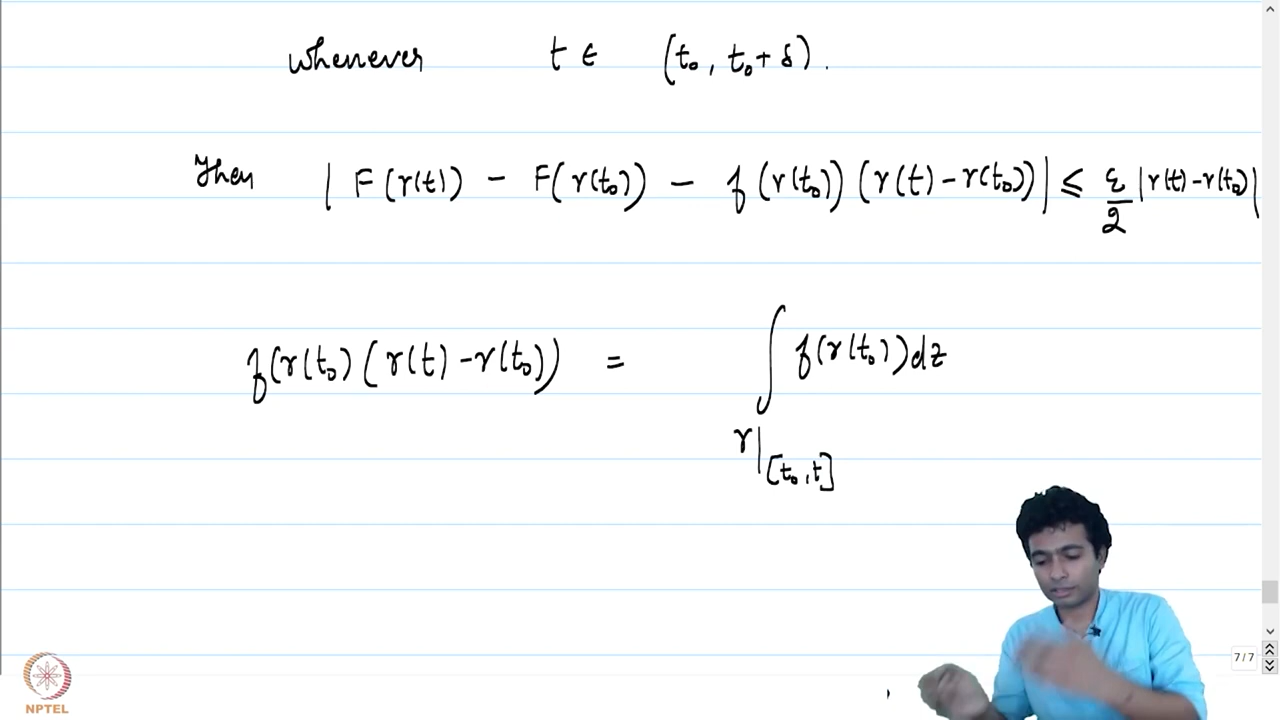 whenever t ∈ (t₀, t₀ + δ).
Then | F(γ(t)) − F(γ(t₀)) − f(γ(t₀)) (γ(t) − γ(t₀)) | ≤ ε/2 |γ(t) − γ(t₀)|
f(γ(t₀) (γ(t) − γ(t₀)) = ∫ f(γ(t₀)) dz
γ|[t₀, t]
7 / 7
NPTEL